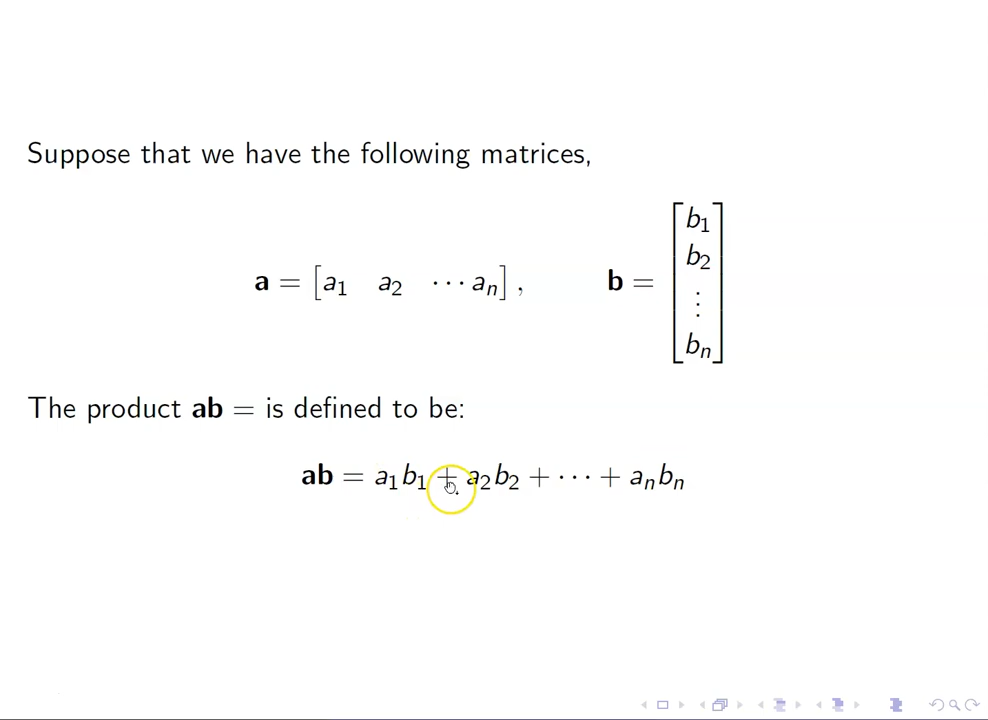 Suppose that we have the following matrices,
a = [a₁ a₂ ⋯ aₙ] , b = [b₁ b₂ ⋮ bₙ]
The product ab = is defined to be:
ab = a₁b₁ + a₂b₂ + ⋯ + aₙbₙ